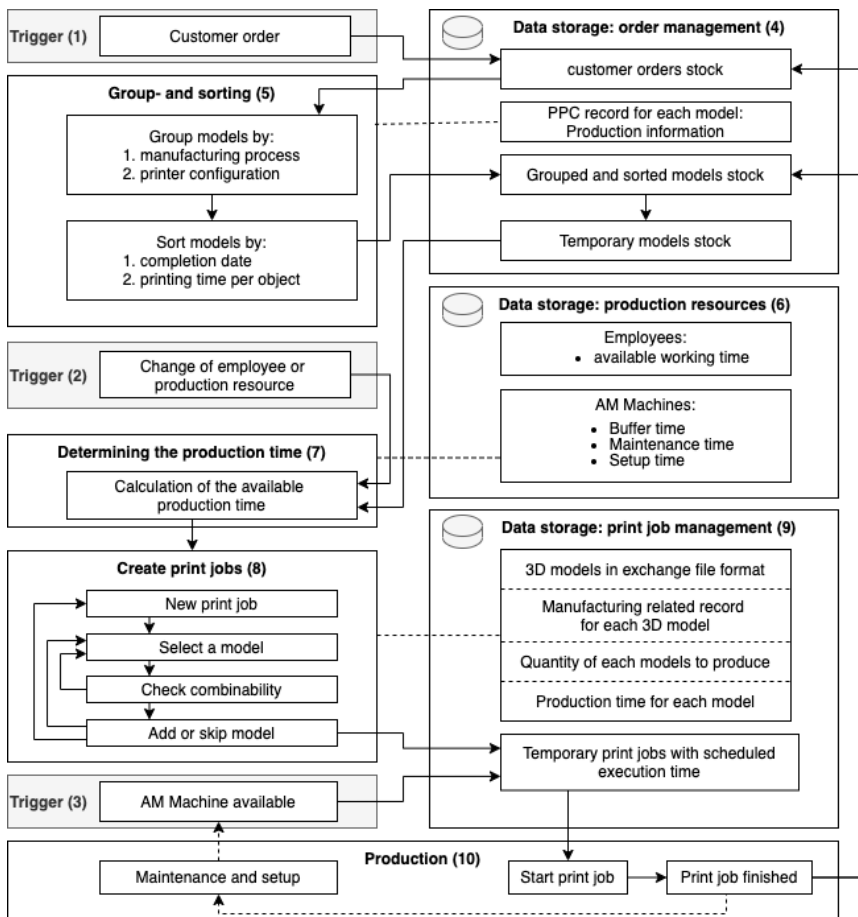 Trigger (1)
Customer order
Data storage: order management (4)
customer orders stock
PPC record for each model:
Production information
Grouped and sorted models stock
Temporary models stock
Group- and sorting (5)
Group models by:
1. manufacturing process
2. printer configuration
Sort models by:
1. completion date
2. printing time per object
Data storage: production resources (6)
Employees:
• available working time
AM Machines:
• Buffer time
• Maintenance time
• Setup time
Trigger (2)
Change of employee or
production resource
Determining the production time (7)
Calculation of the available
production time
Data storage: print job management (9)
3D models in exchange file format
Manufacturing related record
for each 3D model
Quantity of each models to produce
Production time for each model
Temporary print jobs with scheduled
execution time
Create print jobs (8)
New print job
Select a model
Check combinability
Add or skip model
Trigger (3)
AM Machine available
Production (10)
Maintenance and setup
Start print job
Print job finished